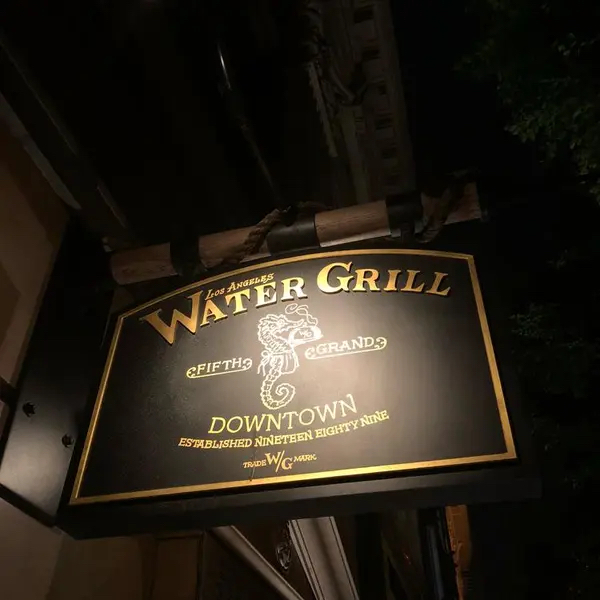 Los Angeles
Water Grill
Fifth Grand
Downtown
Established Nineteen Eighty Nine
Trade W/G Mark